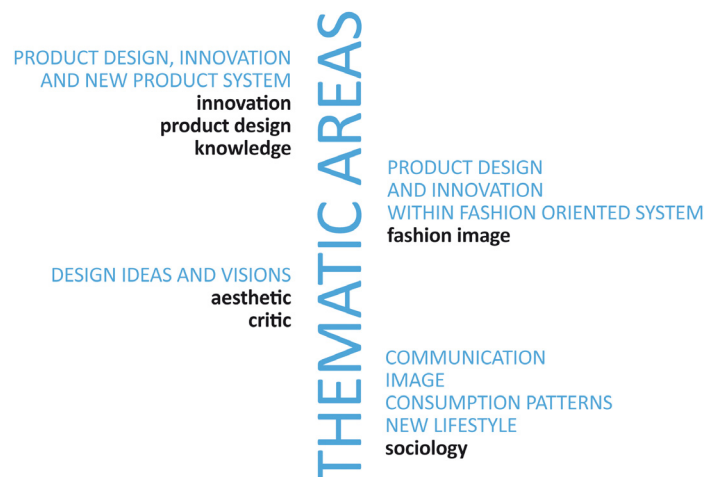 PRODUCT DESIGN, INNOVATION
AND NEW PRODUCT SYSTEM
innovation
product design
knowledge
THEMATIC AREAS
PRODUCT DESIGN
AND INNOVATION
WITHIN FASHION ORIENTED SYSTEM
fashion image
DESIGN IDEAS AND VISIONS
aesthetic
critic
COMMUNICATION
IMAGE
CONSUMPTION PATTERNS
NEW LIFESTYLE
sociology